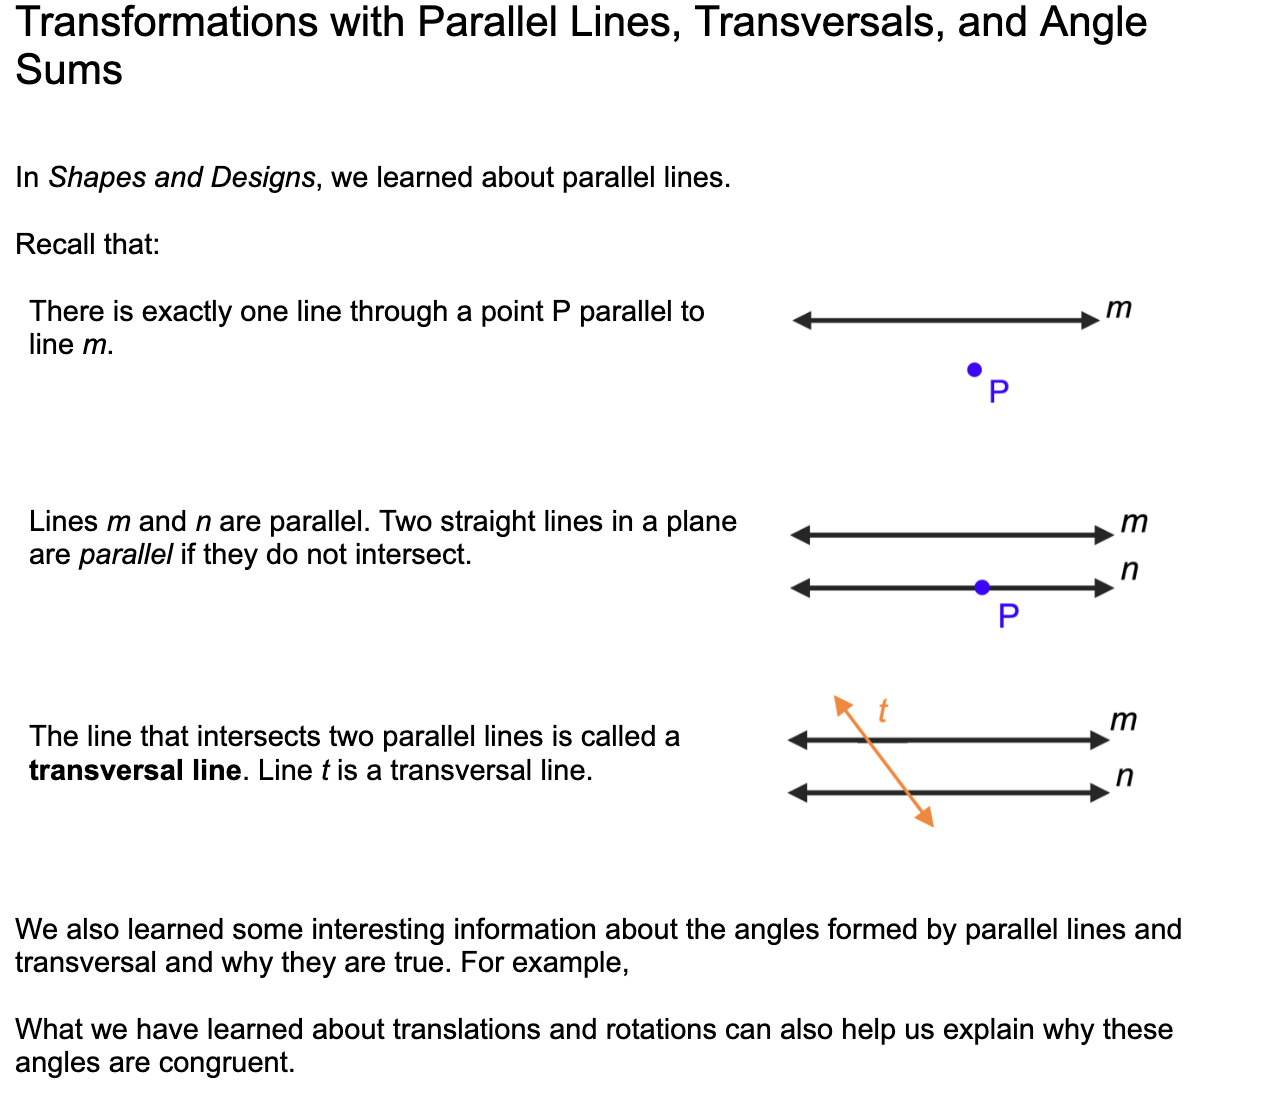 Transformations with Parallel Lines, Transversals, and Angle
Sums
In Shapes and Designs, we learned about parallel lines.
Recall that:
There is exactly one line through a point P parallel to
line m.
m
P
Lines m and n are parallel. Two straight lines in a plane
are parallel if they do not intersect.
m
n
P
The line that intersects two parallel lines is called a
transversal line. Line t is a transversal line.
t
m
n
We also learned some interesting information about the angles formed by parallel lines and
transversal and why they are true. For example,
What we have learned about translations and rotations can also help us explain why these
angles are congruent.